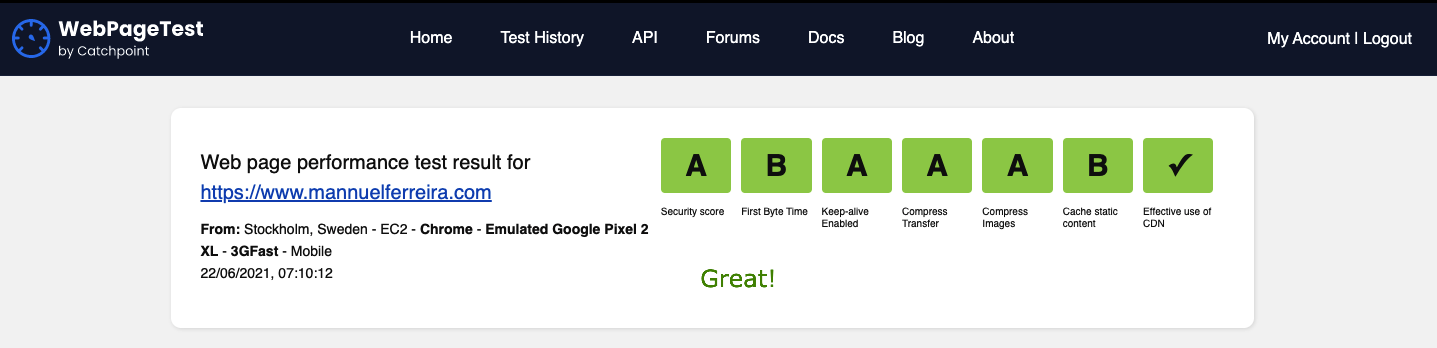 WebPageTest
by Catchpoint
Home Test History API Forums Docs Blog About
My Account | Logout
Web page performance test result for
https://www.mannuelferreira.com
From: Stockholm, Sweden - EC2 - Chrome - Emulated Google Pixel 2
XL - 3GFast - Mobile
22/06/2021, 07:10:12
A B A A A B ✓
Security score First Byte Time Keep-alive Enabled Compress Transfer Compress Images Cache static content Effective use of CDN
Great!